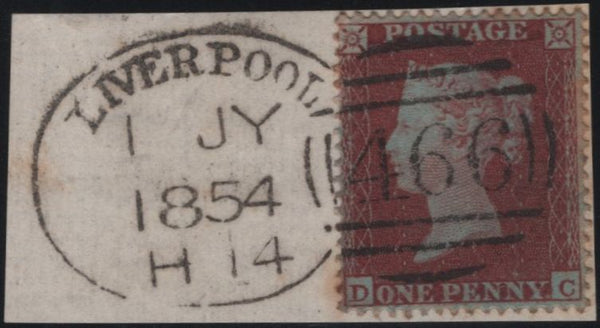 LIVERPOOL
1 JY
1854
H 14
POSTAGE
466
D ONE PENNY C